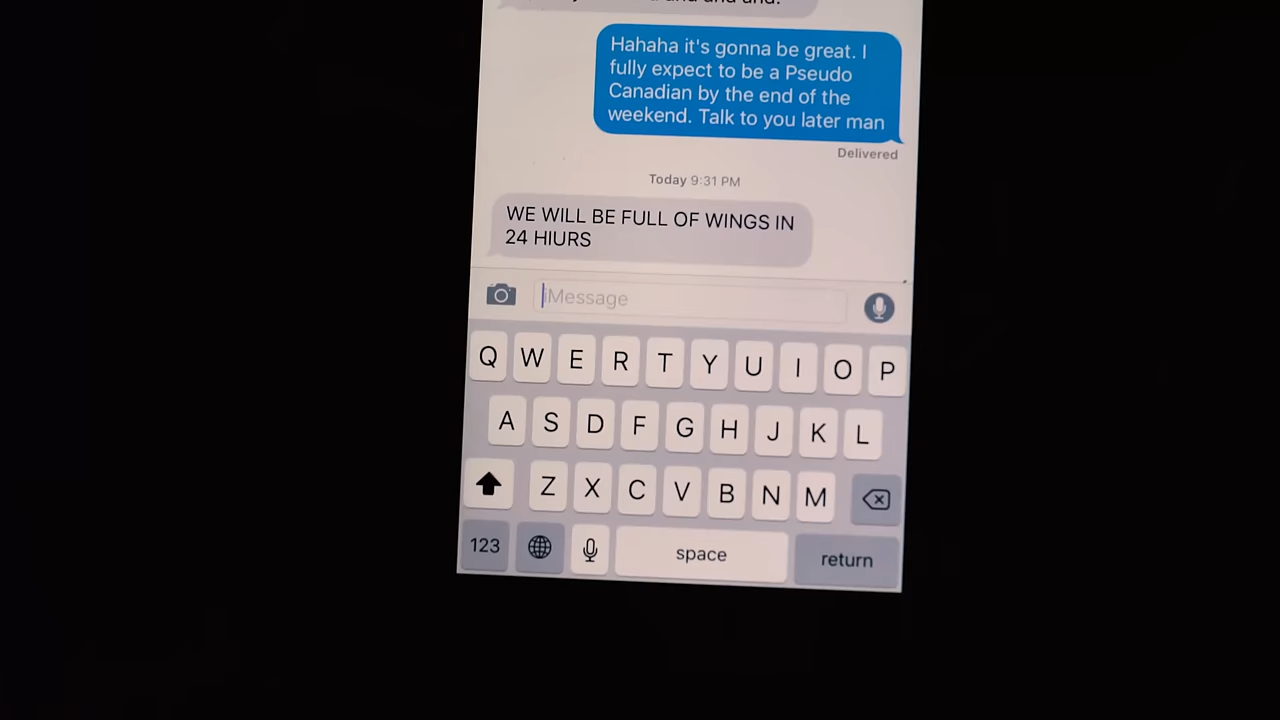 Hahaha it's gonna be great. I
fully expect to be a Pseudo
Canadian by the end of the
weekend. Talk to you later man
Delivered
Today 9:31 PM
WE WILL BE FULL OF WINGS IN
24 HIURS
iMessage
Q W E R T Y U I O P
A S D F G H J K L
Z X C V B N M
123 space return